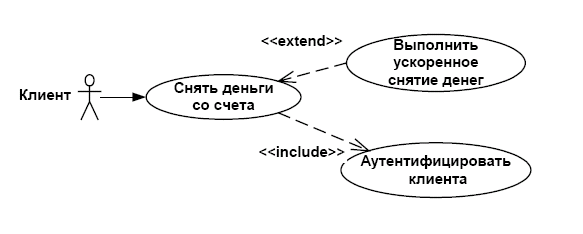 <<extend>>
Выполнить
ускоренное
снятие денег
Клиент
Снять деньги
со счета
<<include>>
Аутентифицировать
клиента